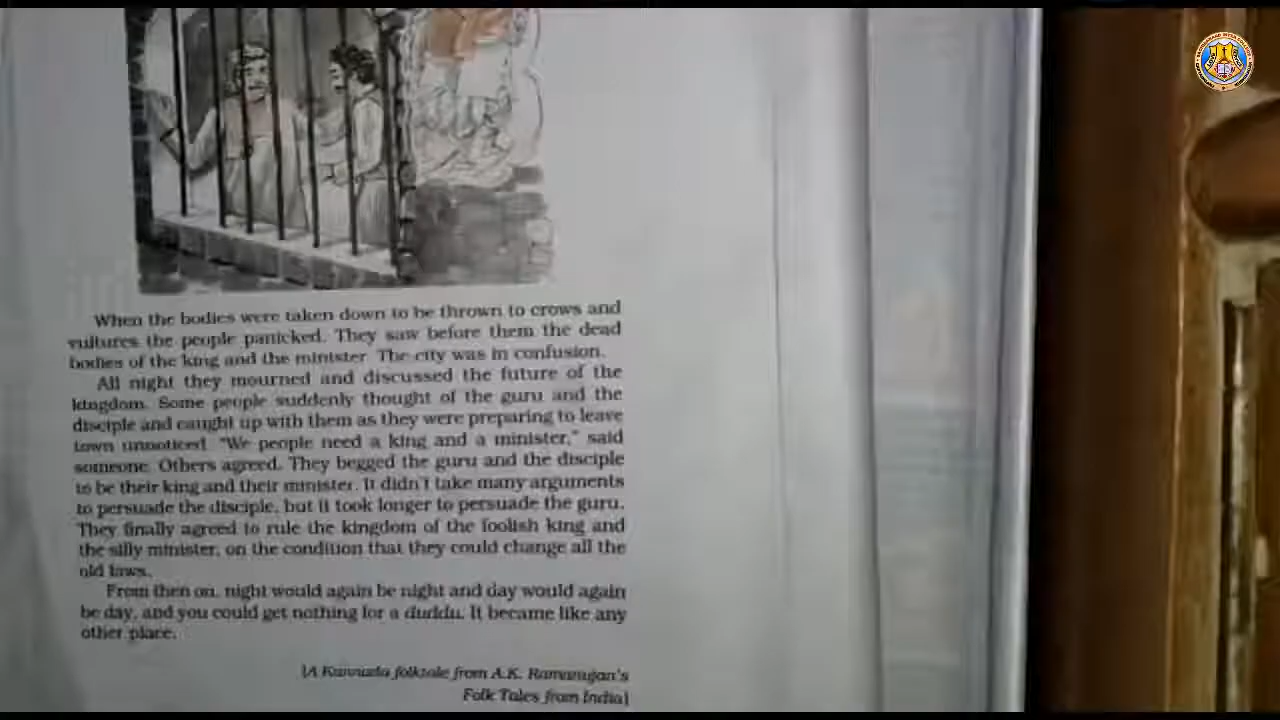 When the bodies were taken down to be thrown to crows and
vultures the people panicked. They saw before them the dead
bodies of the king and the minister. The city was in confusion.
All night they mourned and discussed the future of the
kingdom. Some people suddenly thought of the guru and the
disciple and caught up with them as they were preparing to leave
town unnoticed. “We people need a king and a minister,” said
someone. Others agreed. They begged the guru and the disciple
to be their king and their minister. It didn't take many arguments
to persuade the disciple, but it took longer to persuade the guru.
They finally agreed to rule the kingdom of the foolish king and
the silly minister, on the condition that they could change all the
old laws.
From then on, night would again be night and day would again
be day, and you could get nothing for a duddu. It became like any
other place.
[A Kannada folktale from A.K. Ramanujan's
Folk Tales from India]